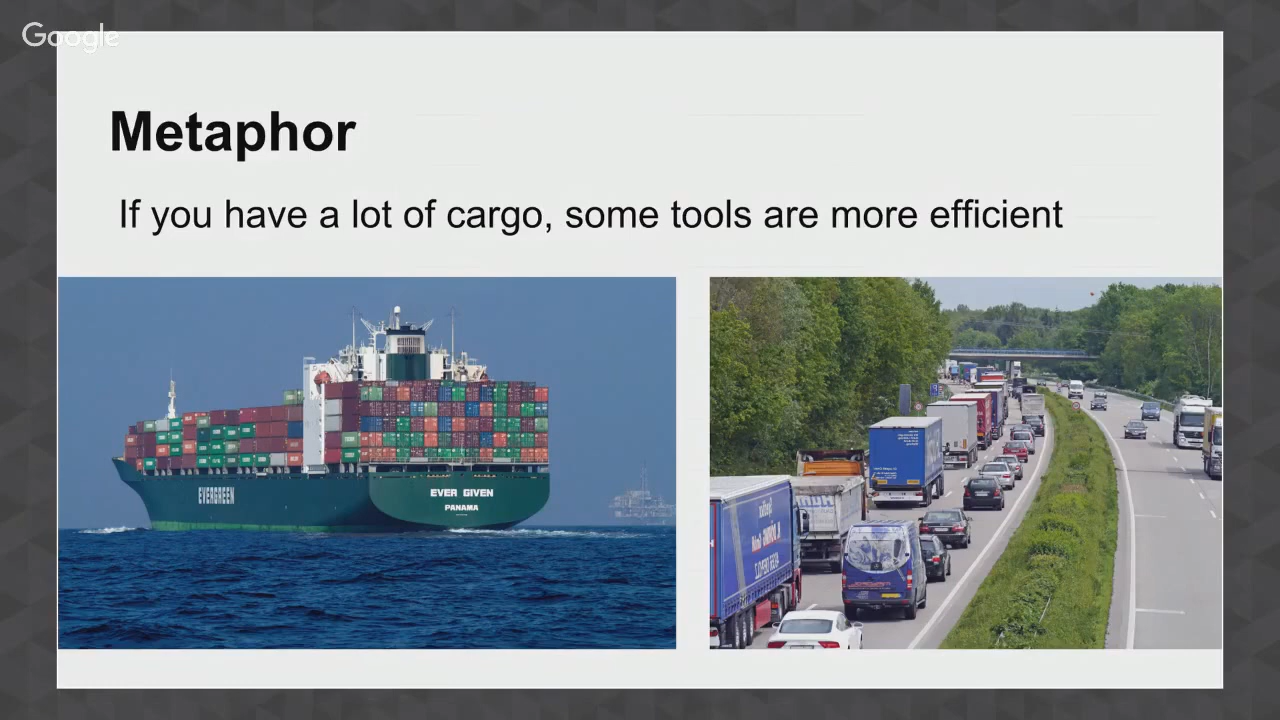 Google
Metaphor
If you have a lot of cargo, some tools are more efficient
EVERGREEN
EVER GIVEN
PANAMA